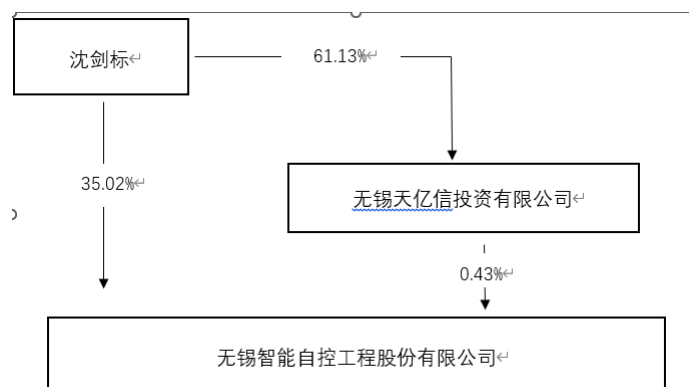 沈剑标
61.13%
35.02%
无锡天亿信投资有限公司
0.43%
无锡智能自控工程股份有限公司